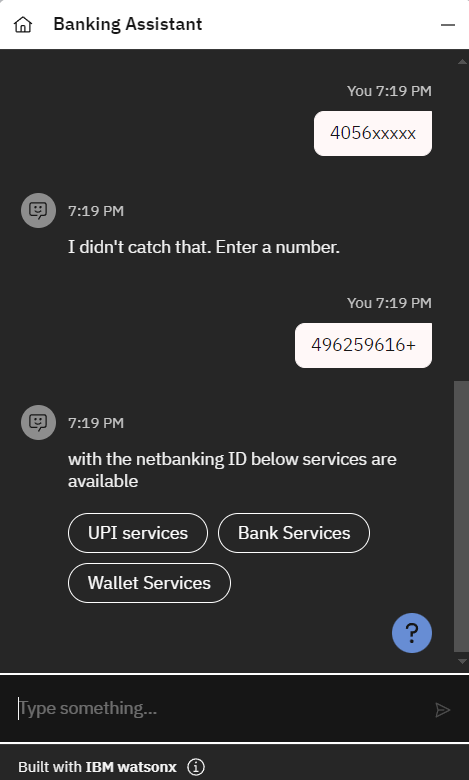 Banking Assistant
You 7:19 PM
4056xxxxx
7:19 PM
I didn't catch that. Enter a number.
You 7:19 PM
496259616+
7:19 PM
with the netbanking ID below services are
available
UPI services
Bank Services
Wallet Services
?
Type something...
Built with IBM watsonx